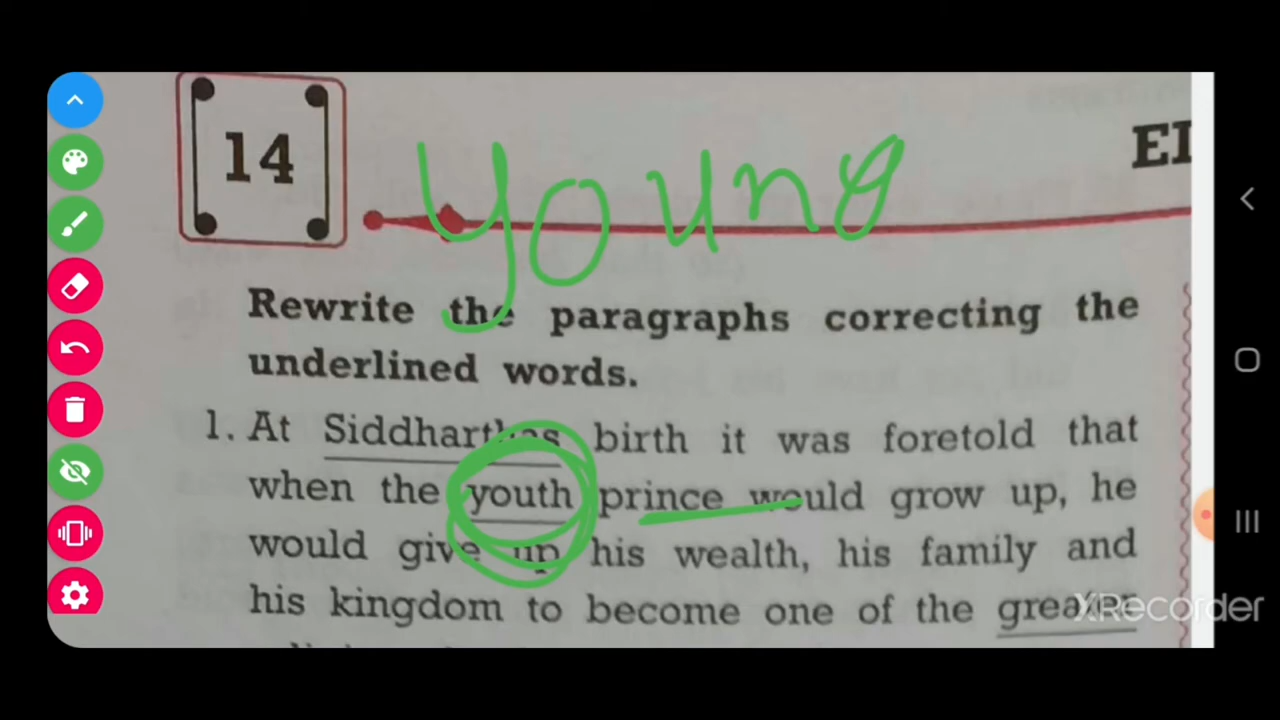 14
EI
Young
Rewrite the paragraphs correcting the
underlined words.
1. At Siddharthas birth it was foretold that
when the youth prince would grow up, he
would give up his wealth, his family and
his kingdom to become one of the greater
XRecorder